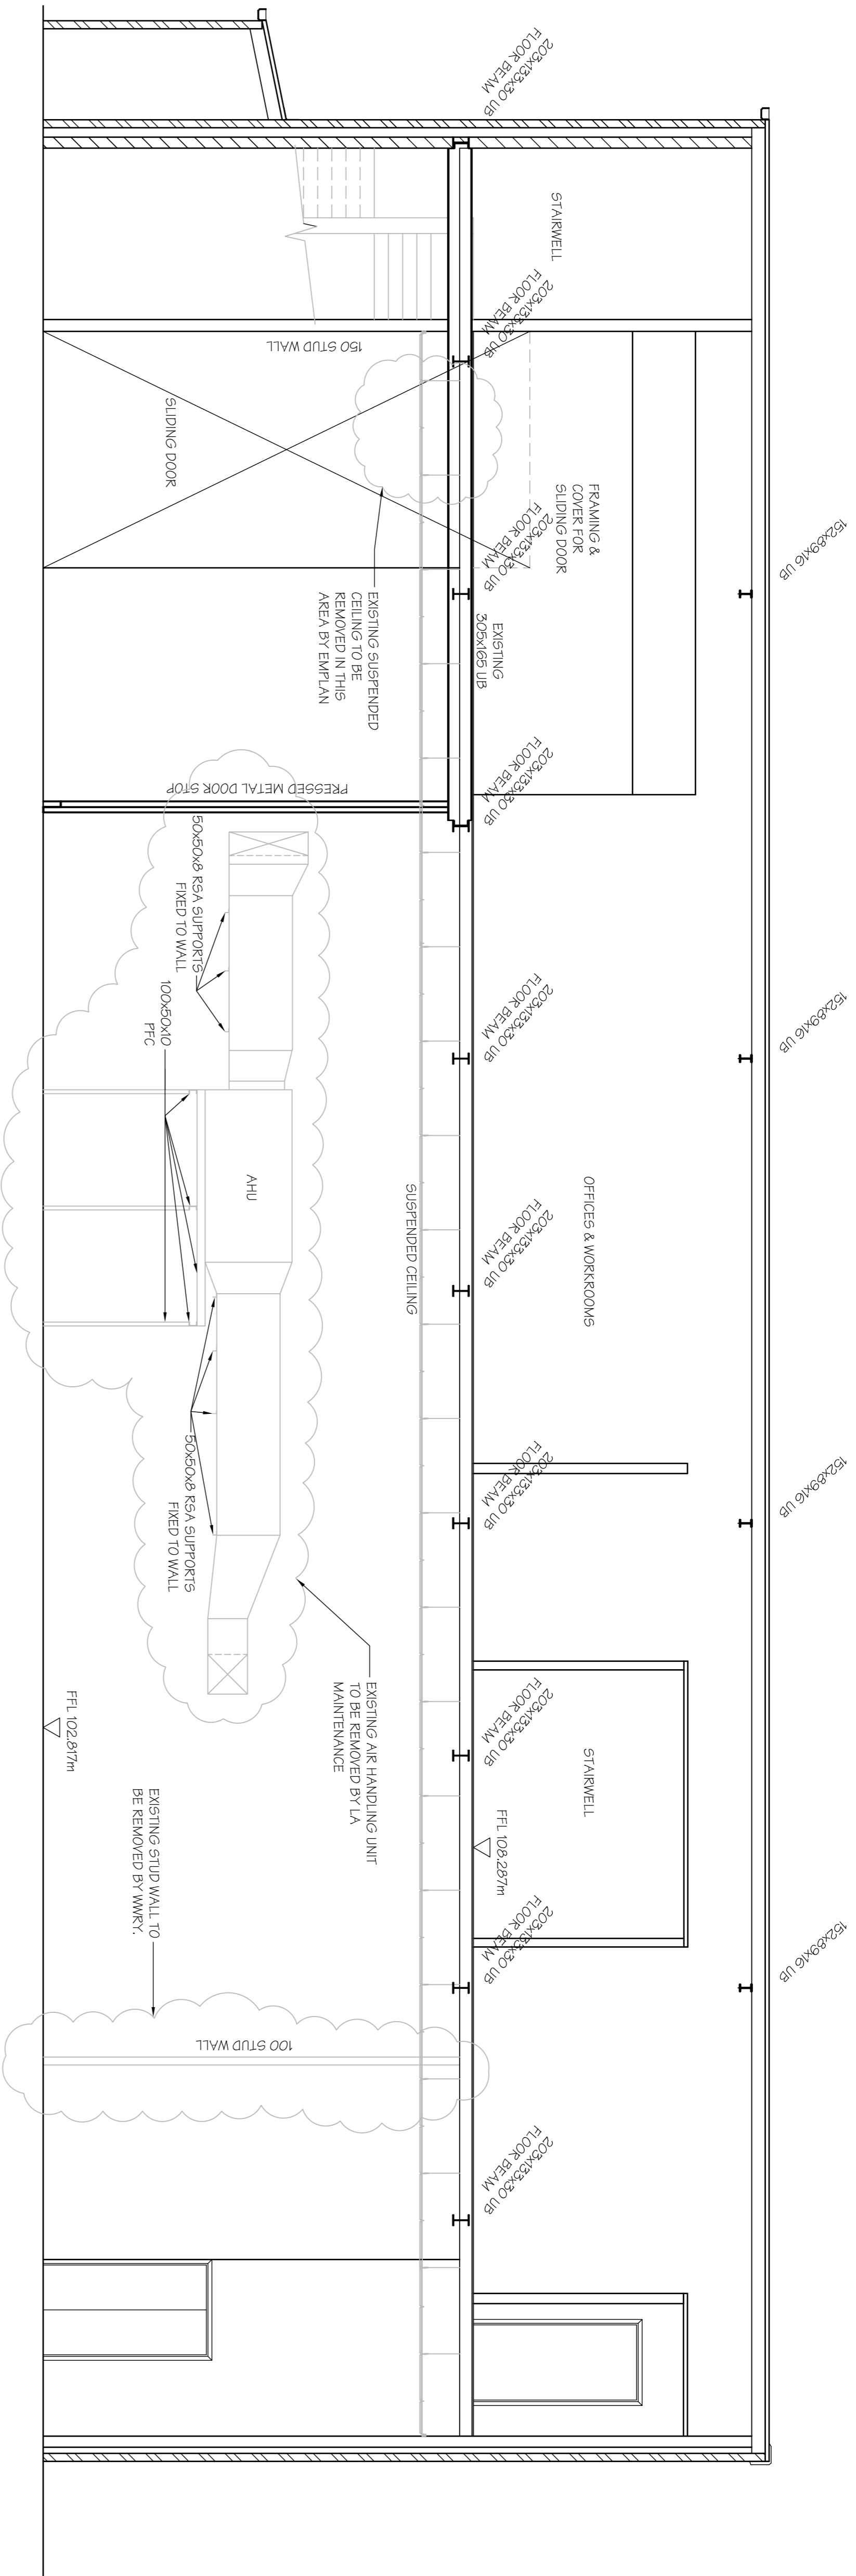 203x133x30 UB
FLOOR BEAM
STAIRWELL
203x133x30 UB
FLOOR BEAM
150 STUD WALL
SLIDING DOOR
FRAMING &
COVER FOR
SLIDING DOOR
203x133x30 UB
FLOOR BEAM
152x89x16 UB
EXISTING
305x165 UB
EXISTING SUSPENDED
CEILING TO BE
REMOVED IN THIS
AREA BY EMPLAN
203x133x30 UB
FLOOR BEAM
PRESSED METAL DOOR STOP
50x50x8 RSA SUPPORTS
FIXED TO WALL
100x50x10
PFC
203x133x30 UB
FLOOR BEAM
152x89x16 UB
AHU
SUSPENDED CEILING
OFFICES & WORKROOMS
203x133x30 UB
FLOOR BEAM
50x50x8 RSA SUPPORTS
FIXED TO WALL
203x133x30 UB
FLOOR BEAM
152x89x16 UB
EXISTING AIR HANDLING UNIT
TO BE REMOVED BY LA
MAINTENANCE
203x133x30 UB
FLOOR BEAM
STAIRWELL
FFL 102.817m
FFL 108.287m
EXISTING STUD WALL TO
BE REMOVED BY WWRY.
203x133x30 UB
FLOOR BEAM
152x89x16 UB
100 STUD WALL
203x133x30 UB
FLOOR BEAM